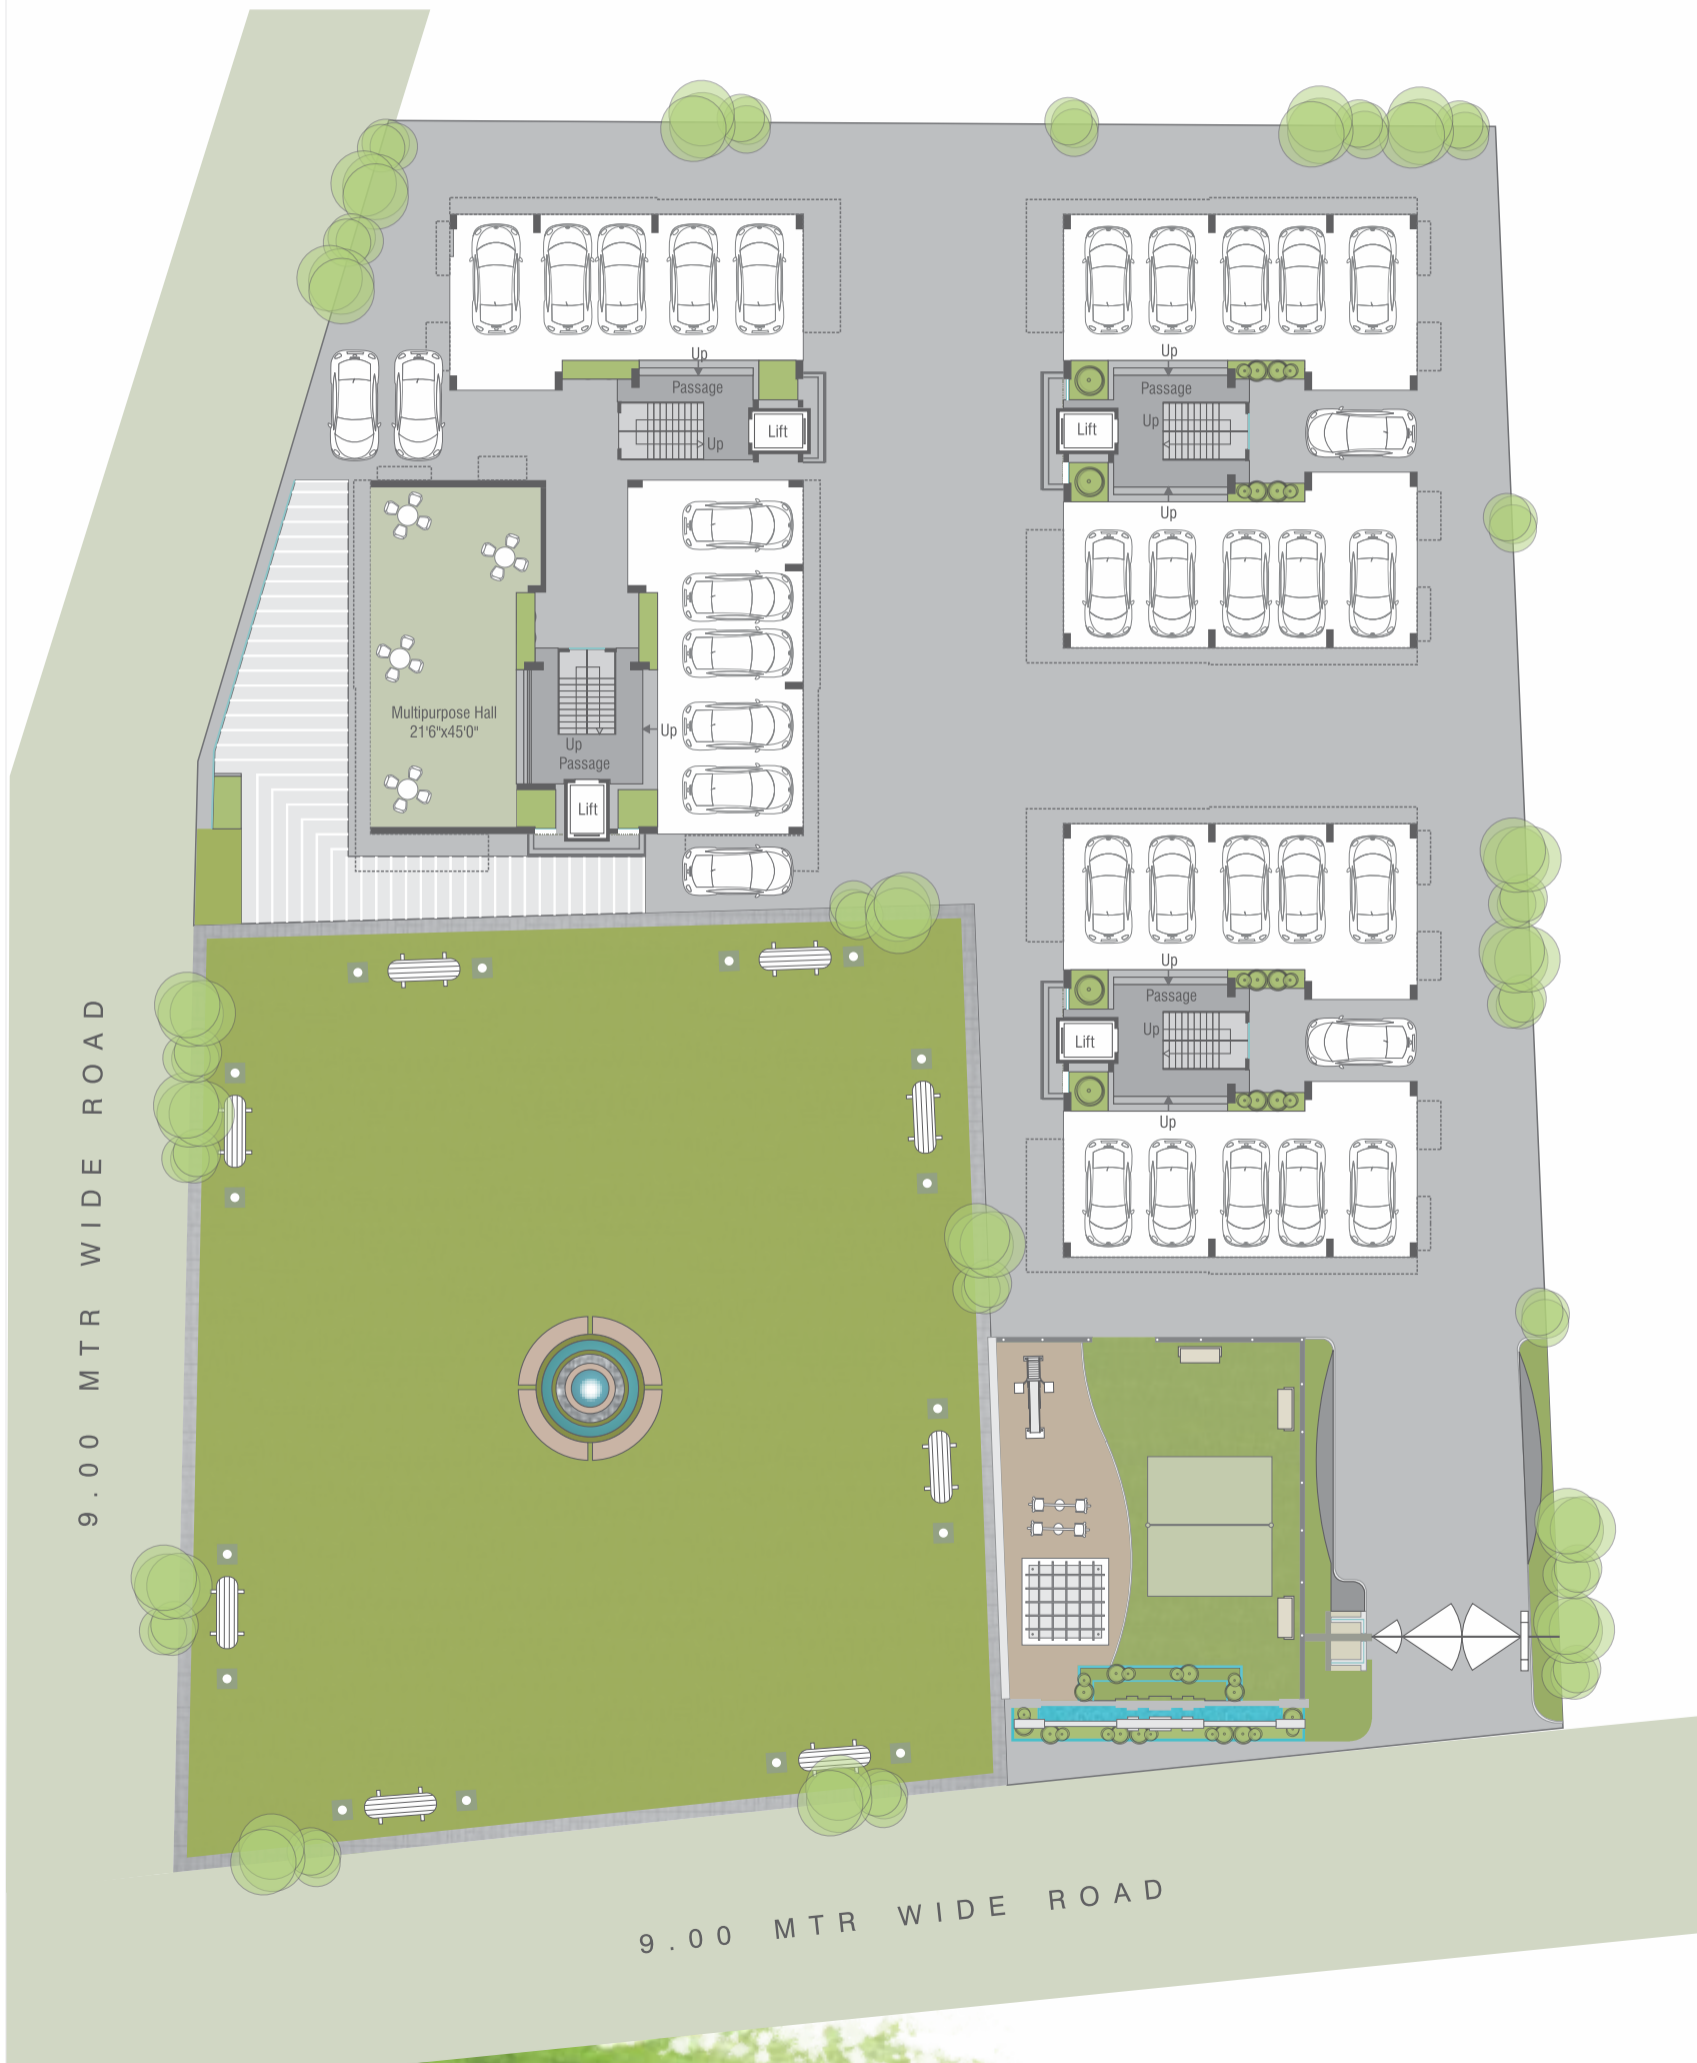 Up
Passage
Up
Lift
Up
Passage
Up
Lift
Up
Multipurpose Hall
21'6"x45'0"
Up
Up
Passage
Lift
Up
Passage
Up
Lift
Up
9.00 MTR WIDE ROAD
9.00 MTR WIDE ROAD